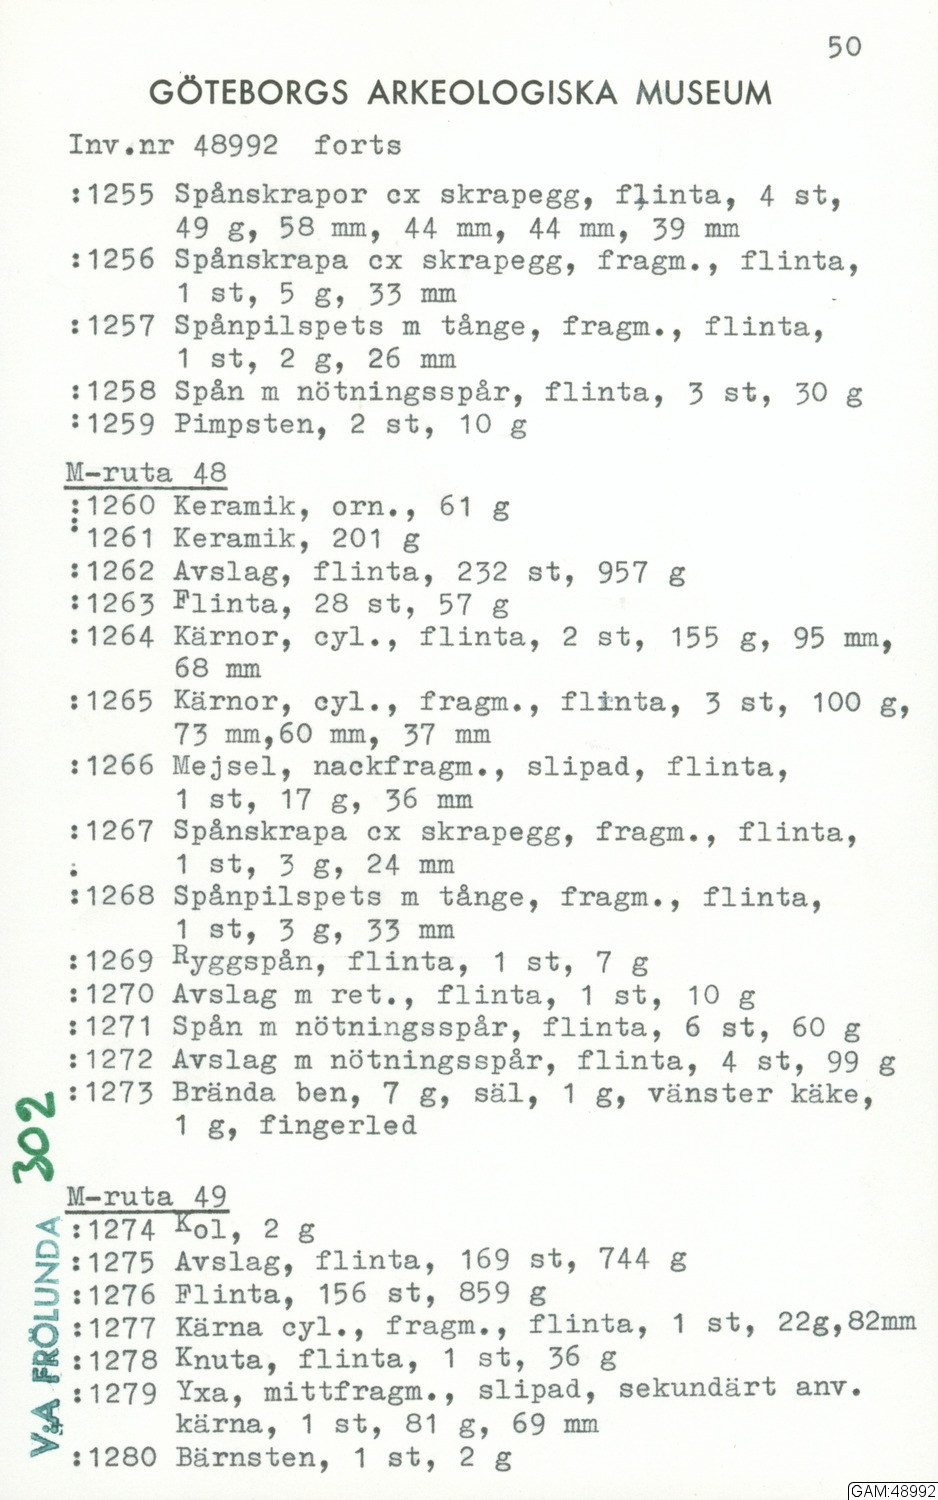 50
GÖTEBORGS ARKEOLOGISKA MUSEUM
Inv.nr 48992 forts
:1255 Spånskrapor cx skrapegg, flinta, 4 st,
49 g, 58 mm, 44 mm, 44 mm, 39 mm
:1256 Spånskrapa cx skrapegg, fragm., flinta,
1 st, 5 g, 33 mm
:1257 Spånpilspets m tånge, fragm., flinta,
1 st, 2 g, 26 mm
:1258 Spån m nötningsspår, flinta, 3 st, 30 g
:1259 Pimpsten, 2 st, 10 g
M-ruta 48
:1260 Keramik, orn., 61 g
:1261 Keramik, 201 g
:1262 Avslag, flinta, 232 st, 957 g
:1263 Flinta, 28 st, 57 g
:1264 Kärnor, cyl., flinta, 2 st, 155 g, 95 mm,
68 mm
:1265 Kärnor, cyl., fragm., flinta, 3 st, 100 g,
73 mm,60 mm, 37 mm
:1266 Mejsel, nackfragm., slipad, flinta,
1 st, 17 g, 36 mm
:1267 Spånskrapa cx skrapegg, fragm., flinta,
: 1 st, 3 g, 24 mm
:1268 Spånpilspets m tånge, fragm., flinta,
1 st, 3 g, 33 mm
:1269 Ryggspån, flinta, 1 st, 7 g
:1270 Avslag m ret., flinta, 1 st, 10 g
:1271 Spån m nötningsspår, flinta, 6 st, 60 g
:1272 Avslag m nötningsspår, flinta, 4 st, 99 g
:1273 Brända ben, 7 g, säl, 1 g, vänster käke,
1 g, fingerled
M-ruta 49
:1274 Kol, 2 g
:1275 Avslag, flinta, 169 st, 744 g
:1276 Flinta, 156 st, 859 g
:1277 Kärna cyl., fragm., flinta, 1 st, 22g,82mm
:1278 Knuta, flinta, 1 st, 36 g
:1279 Yxa, mittfragm., slipad, sekundärt anv.
kärna, 1 st, 81 g, 69 mm
:1280 Bärnsten, 1 st, 2 g
V:A FRÖLUNDA 302
GAM:48992